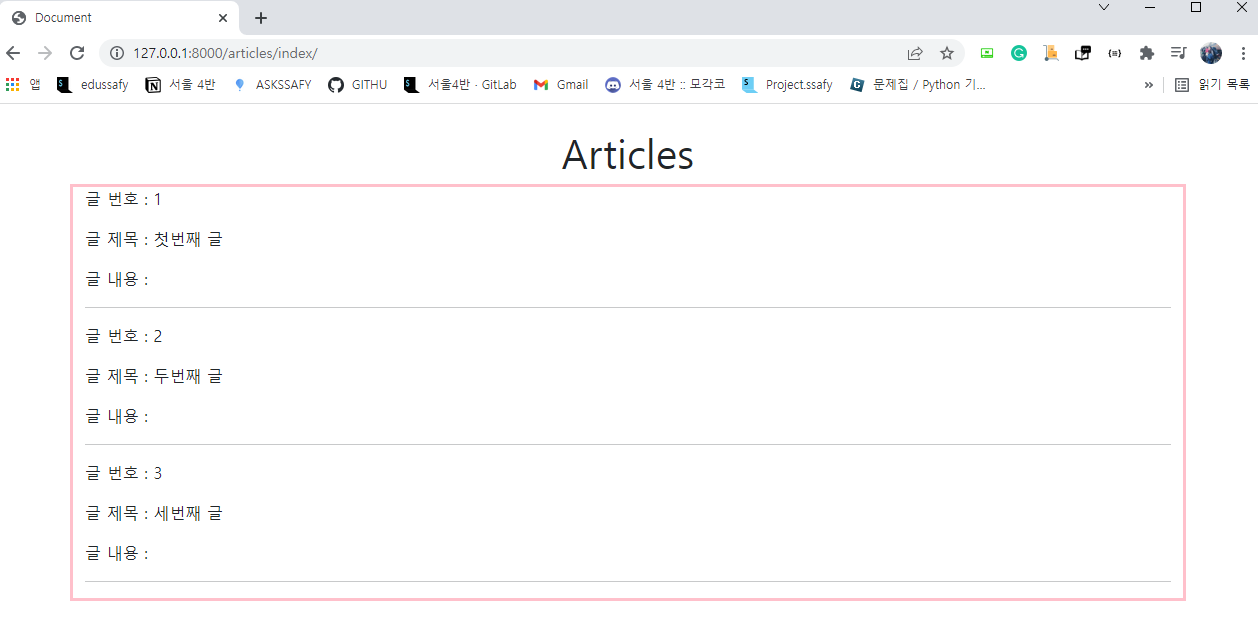 Document
127.0.0.1:8000/articles/index/
앱 edussafy 서울 4반 ASKSSAFY GITHU 서울4반 · GitLab Gmail 서울 4반 :: 모각코 Project.ssafy 문제집 / Python 기... » 읽기 목록
Articles
글 번호 : 1
글 제목 : 첫번째 글
글 내용 :
글 번호 : 2
글 제목 : 두번째 글
글 내용 :
글 번호 : 3
글 제목 : 세번째 글
글 내용 :